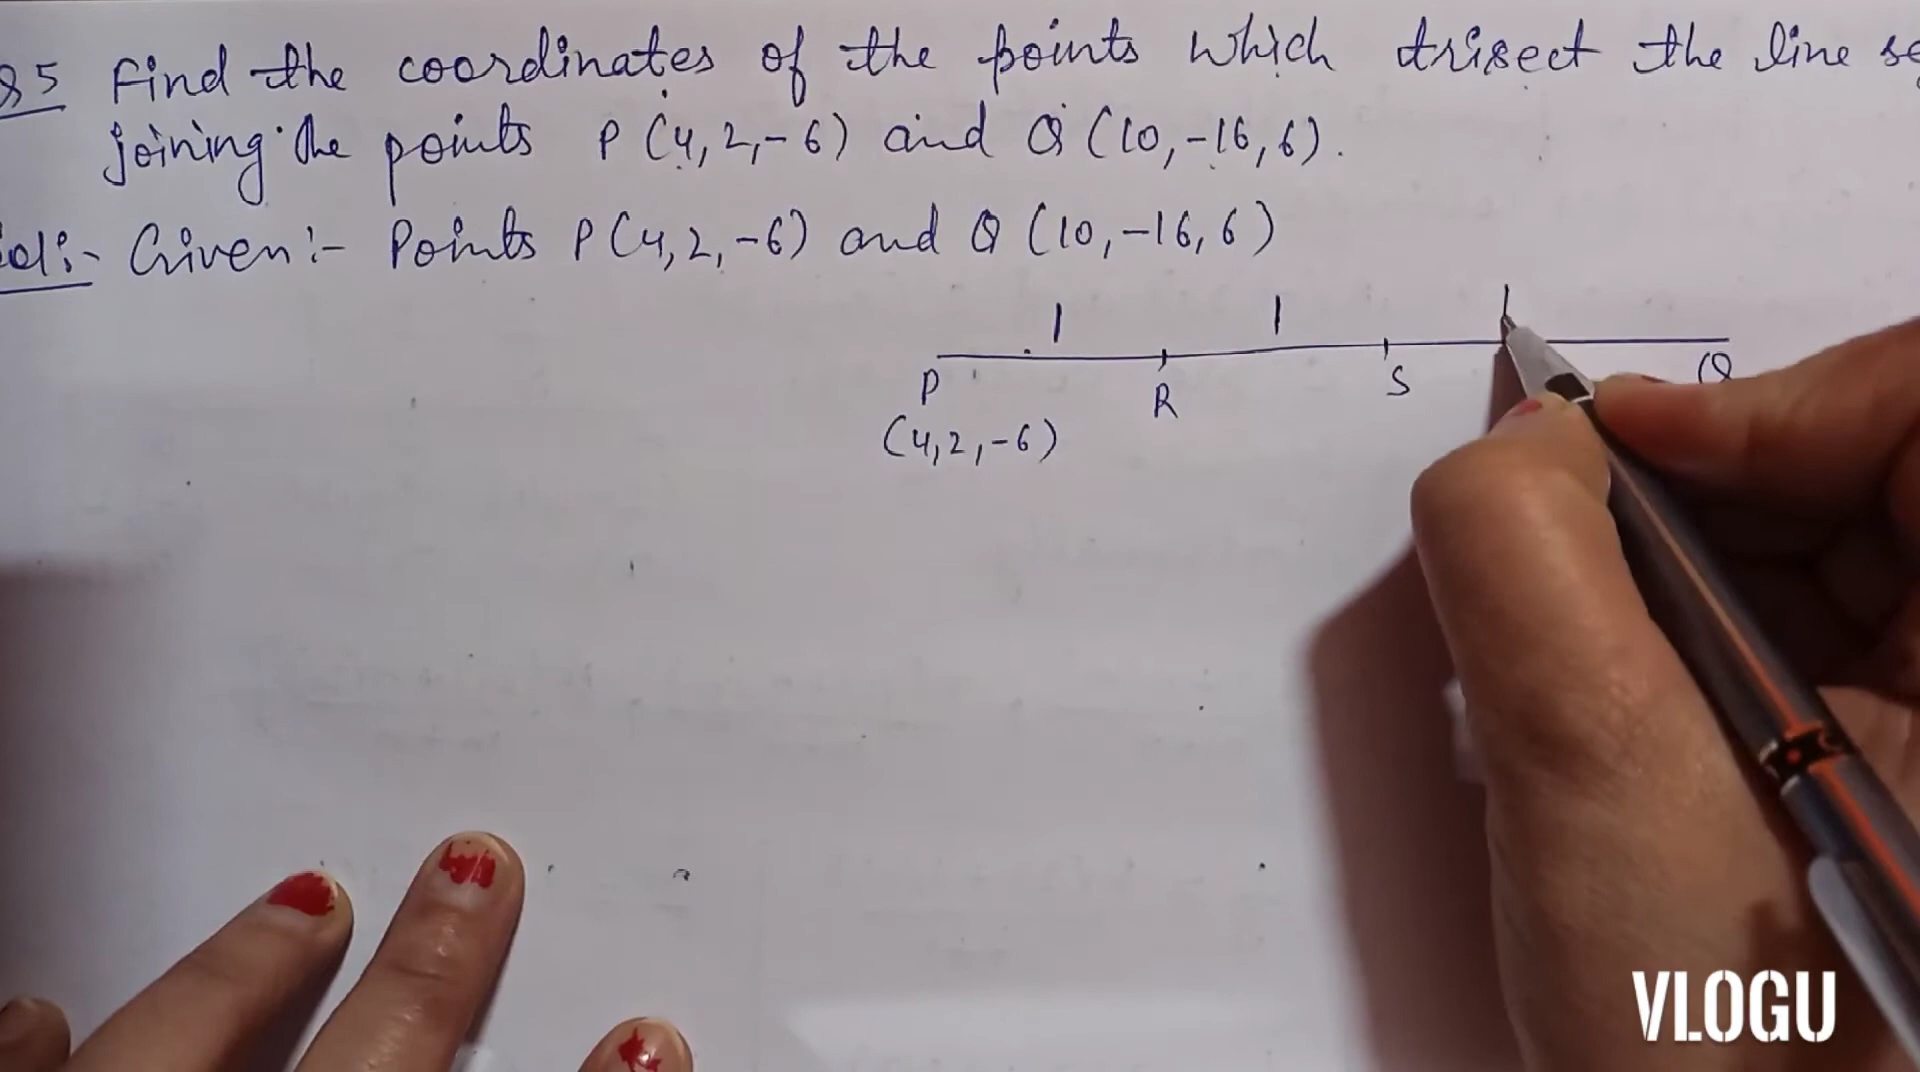 Q5 Find the coordinates of the points which trisect the line se
joining the points P (4, 2, -6) and Q (10, -16, 6).
Sol:- Given:- Points P(4, 2, -6) and Q (10, -16, 6)
1 1 1
P R S Q
(4, 2, -6)
VLOGU